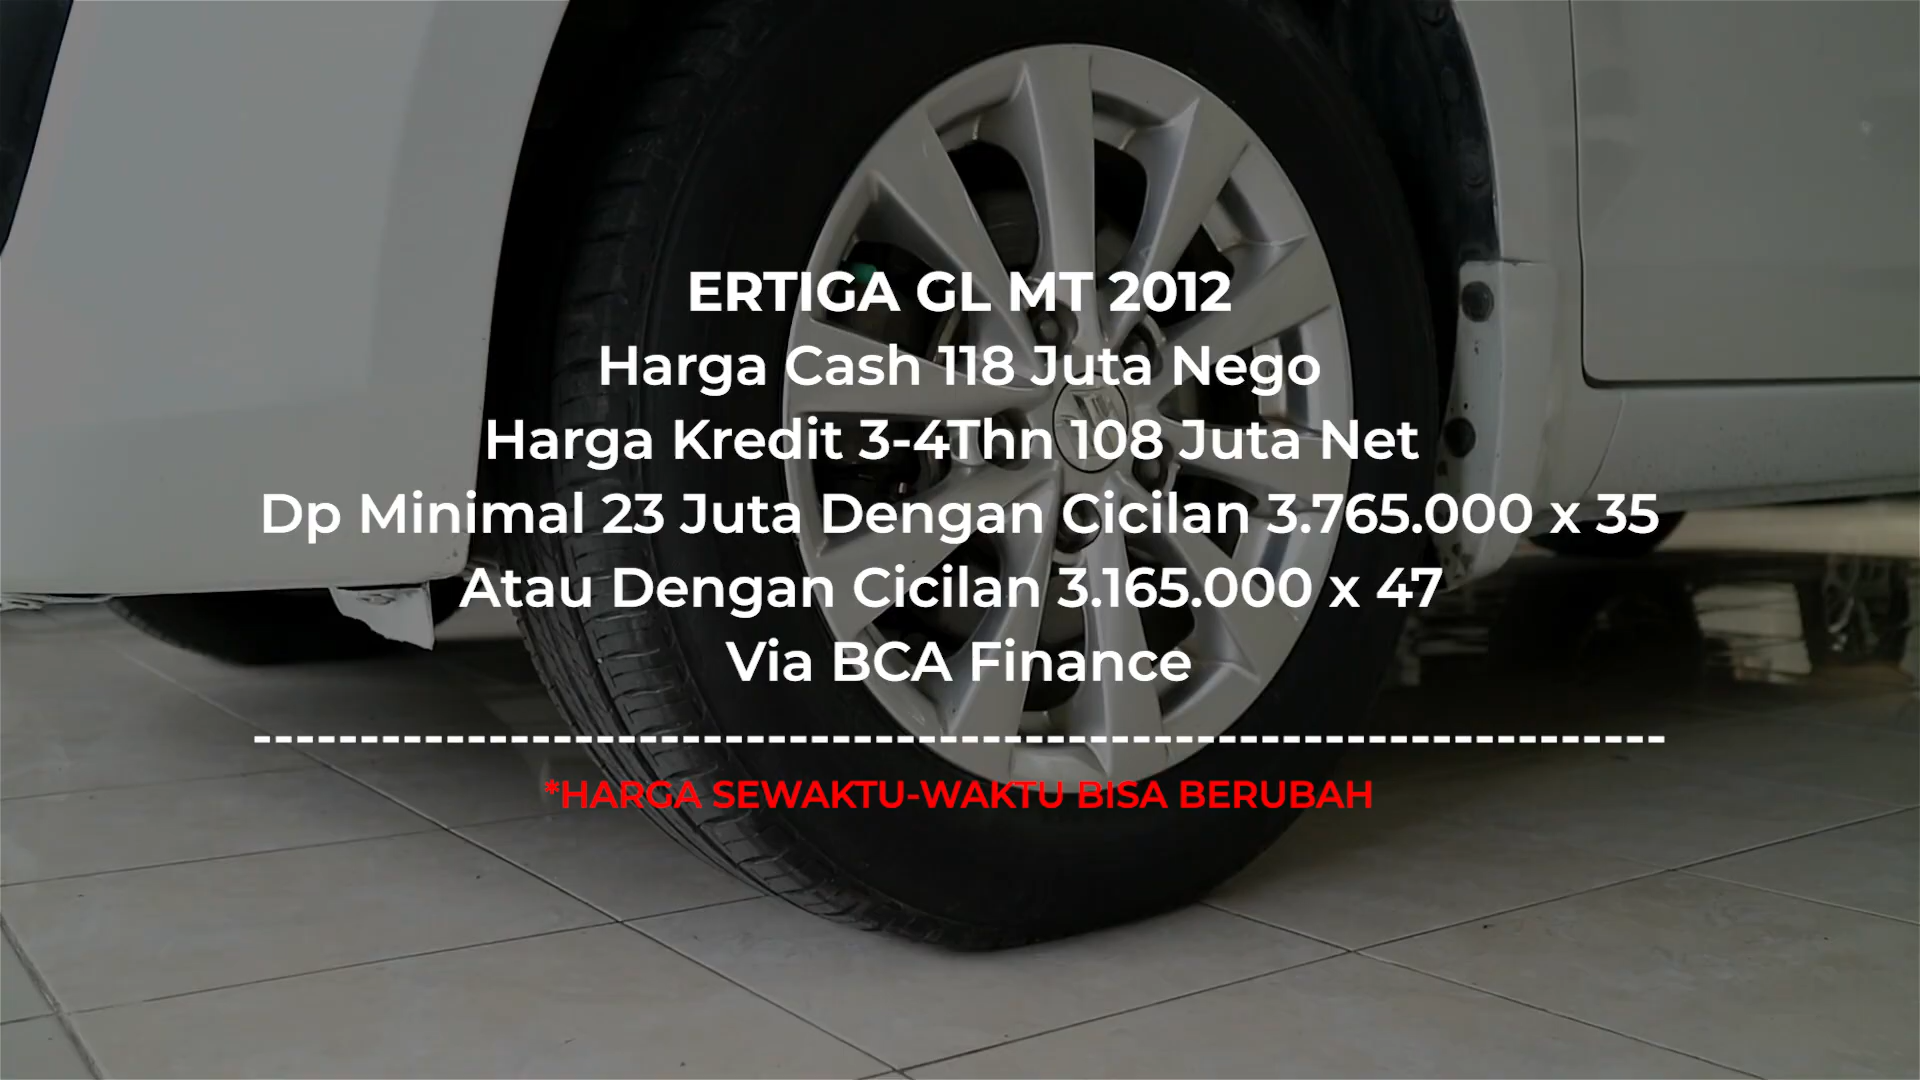 ERTIGA GL MT 2012
Harga Cash 118 Juta Nego
Harga Kredit 3-4Thn 108 Juta Net
Dp Minimal 23 Juta Dengan Cicilan 3.765.000 x 35
Atau Dengan Cicilan 3.165.000 x 47
Via BCA Finance
------------------------------------------------------------------
*HARGA SEWAKTU-WAKTU BISA BERUBAH